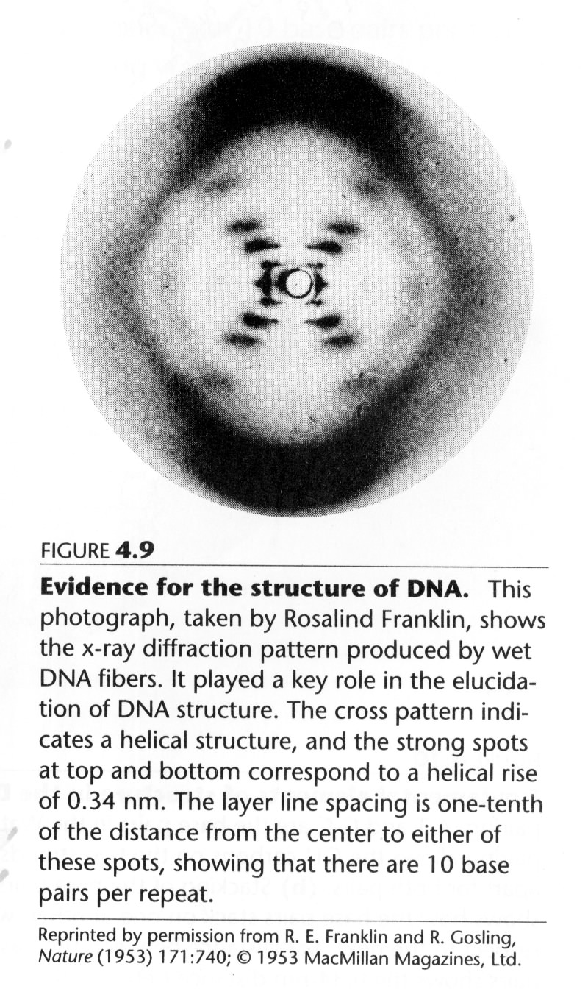 FIGURE 4.9
Evidence for the structure of DNA. This
photograph, taken by Rosalind Franklin, shows
the x-ray diffraction pattern produced by wet
DNA fibers. It played a key role in the elucida-
tion of DNA structure. The cross pattern indi-
cates a helical structure, and the strong spots
at top and bottom correspond to a helical rise
of 0.34 nm. The layer line spacing is one-tenth
of the distance from the center to either of
these spots, showing that there are 10 base
pairs per repeat.
Reprinted by permission from R. E. Franklin and R. Gosling,
Nature (1953) 171:740; © 1953 MacMillan Magazines, Ltd.